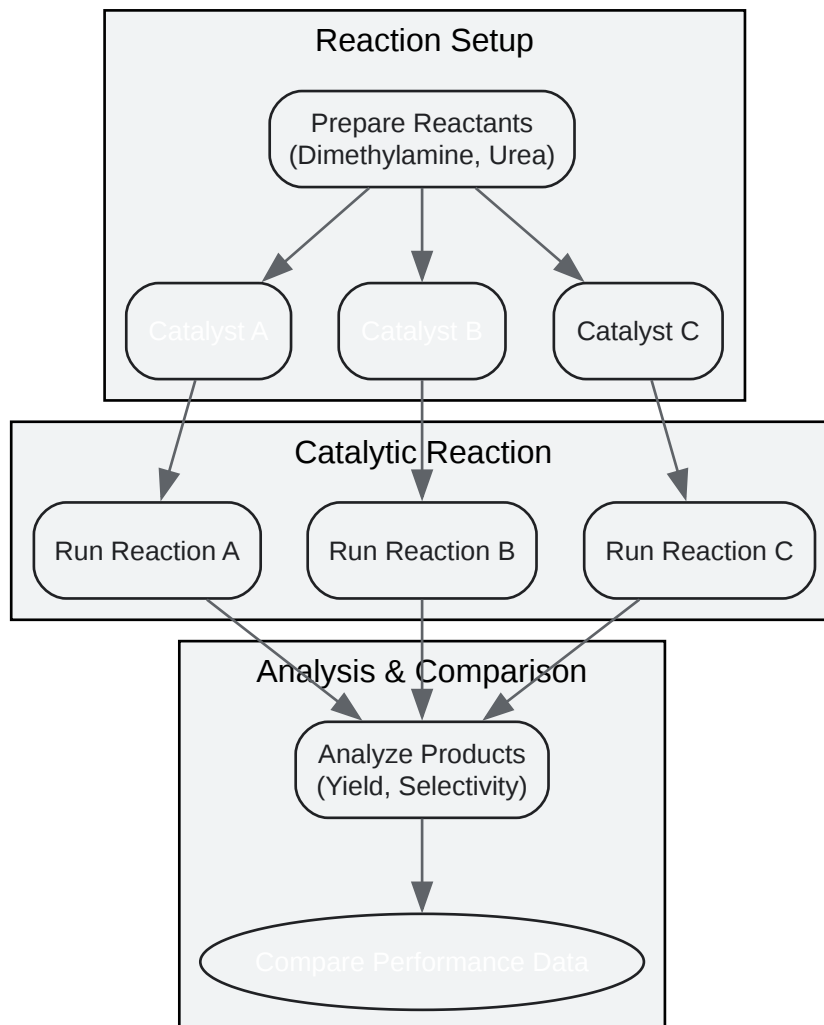 Reaction Setup
Prepare Reactants
(Dimethylamine, Urea)
Catalyst A
Catalyst B
Catalyst C
Catalytic Reaction
Run Reaction A
Run Reaction B
Run Reaction C
Analysis & Comparison
Analyze Products
(Yield, Selectivity)
Compare Performance Data